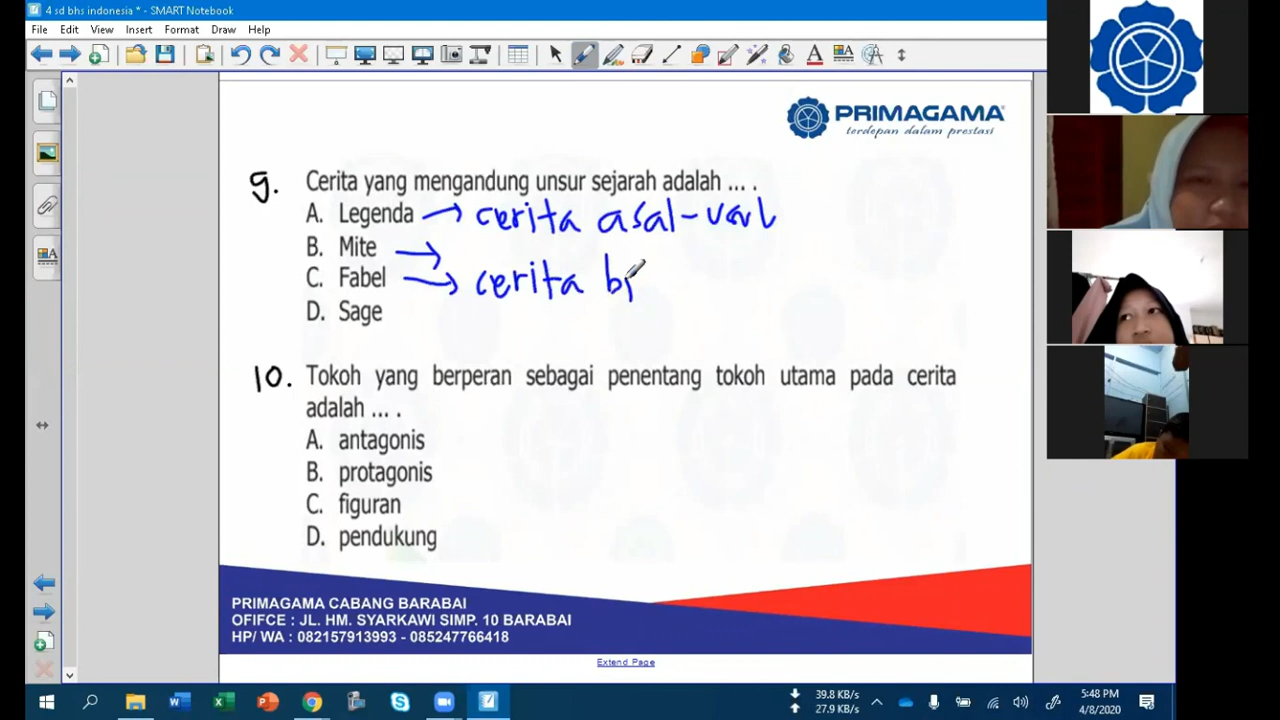 4 sd bhs indonesia * - SMART Notebook
File Edit View Insert Format Tools Draw Help
PRIMAGAMA
terdepan dalam prestasi
9. Cerita yang mengandung unsur sejarah adalah ... .
A. Legenda → cerita asal-usul
B. Mite →
C. Fabel → cerita bi
D. Sage
10. Tokoh yang berperan sebagai penentang tokoh utama pada cerita
adalah ... .
A. antagonis
B. protagonis
C. figuran
D. pendukung
PRIMAGAMA CABANG BARABAI
OFIFCE : JL. HM. SYARKAWI SIMP. 10 BARABAI
HP/ WA : 082157913993 - 085247766418
Extend Page
39.8 KB/s
27.9 KB/s
5:48 PM
4/8/2020